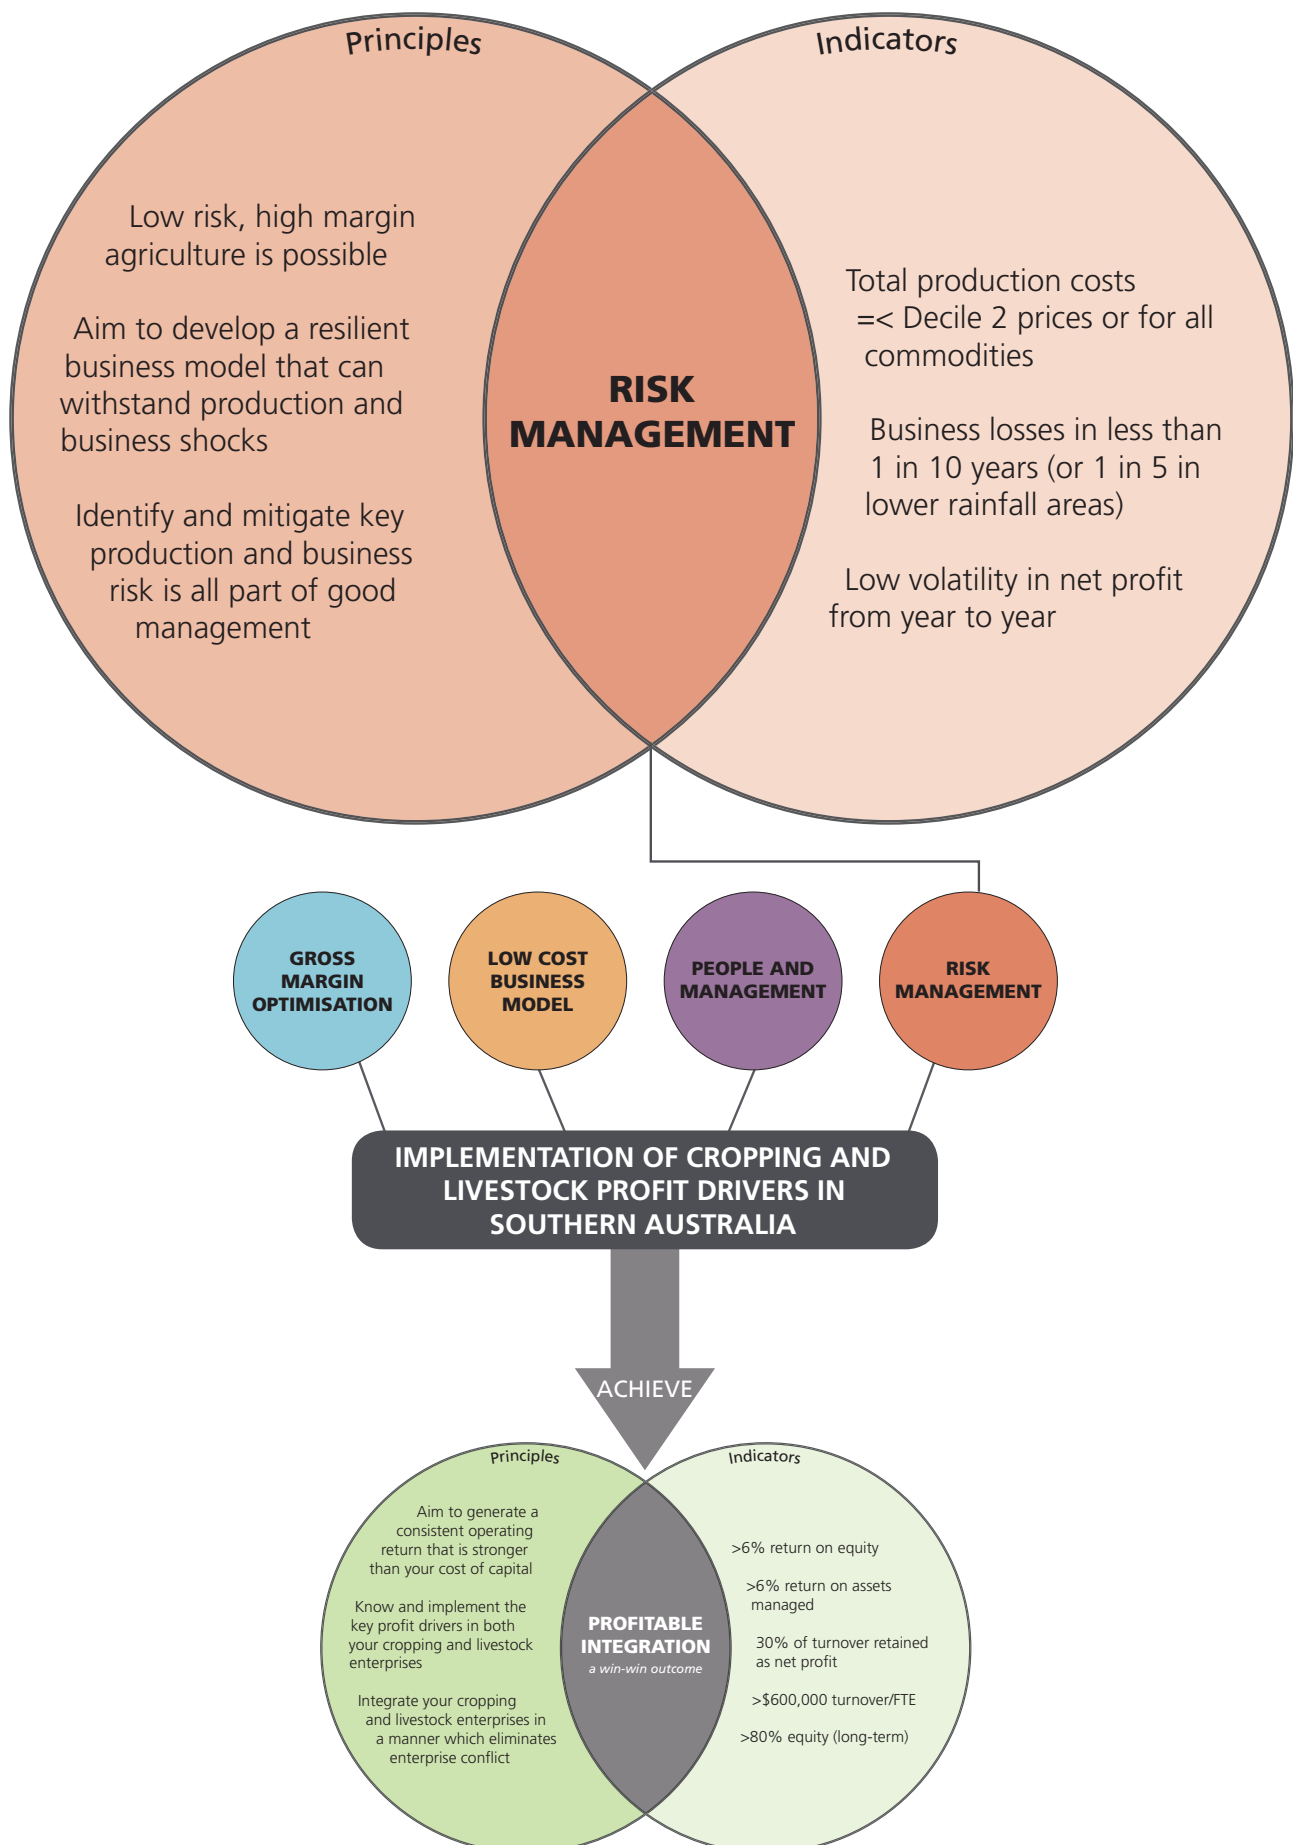 Principles
Low risk, high margin
agriculture is possible
Aim to develop a resilient
business model that can
withstand production and
business shocks
Identify and mitigate key
production and business
risk is all part of good
management
RISK
MANAGEMENT
Indicators
Total production costs
=< Decile 2 prices or for all
commodities
Business losses in less than
1 in 10 years (or 1 in 5 in
lower rainfall areas)
Low volatility in net profit
from year to year
GROSS
MARGIN
OPTIMISATION
LOW COST
BUSINESS
MODEL
PEOPLE AND
MANAGEMENT
RISK
MANAGEMENT
IMPLEMENTATION OF CROPPING AND
LIVESTOCK PROFIT DRIVERS IN
SOUTHERN AUSTRALIA
ACHIEVE
Principles
Aim to generate a
consistent operating
return that is stronger
than your cost of capital
Know and implement the
key profit drivers in both
your cropping and livestock
enterprises
Integrate your cropping
and livestock enterprises in
a manner which eliminates
enterprise conflict
PROFITABLE
INTEGRATION
a win-win outcome
Indicators
>6% return on equity
>6% return on assets
managed
30% of turnover retained
as net profit
>$600,000 turnover/FTE
>80% equity (long-term)